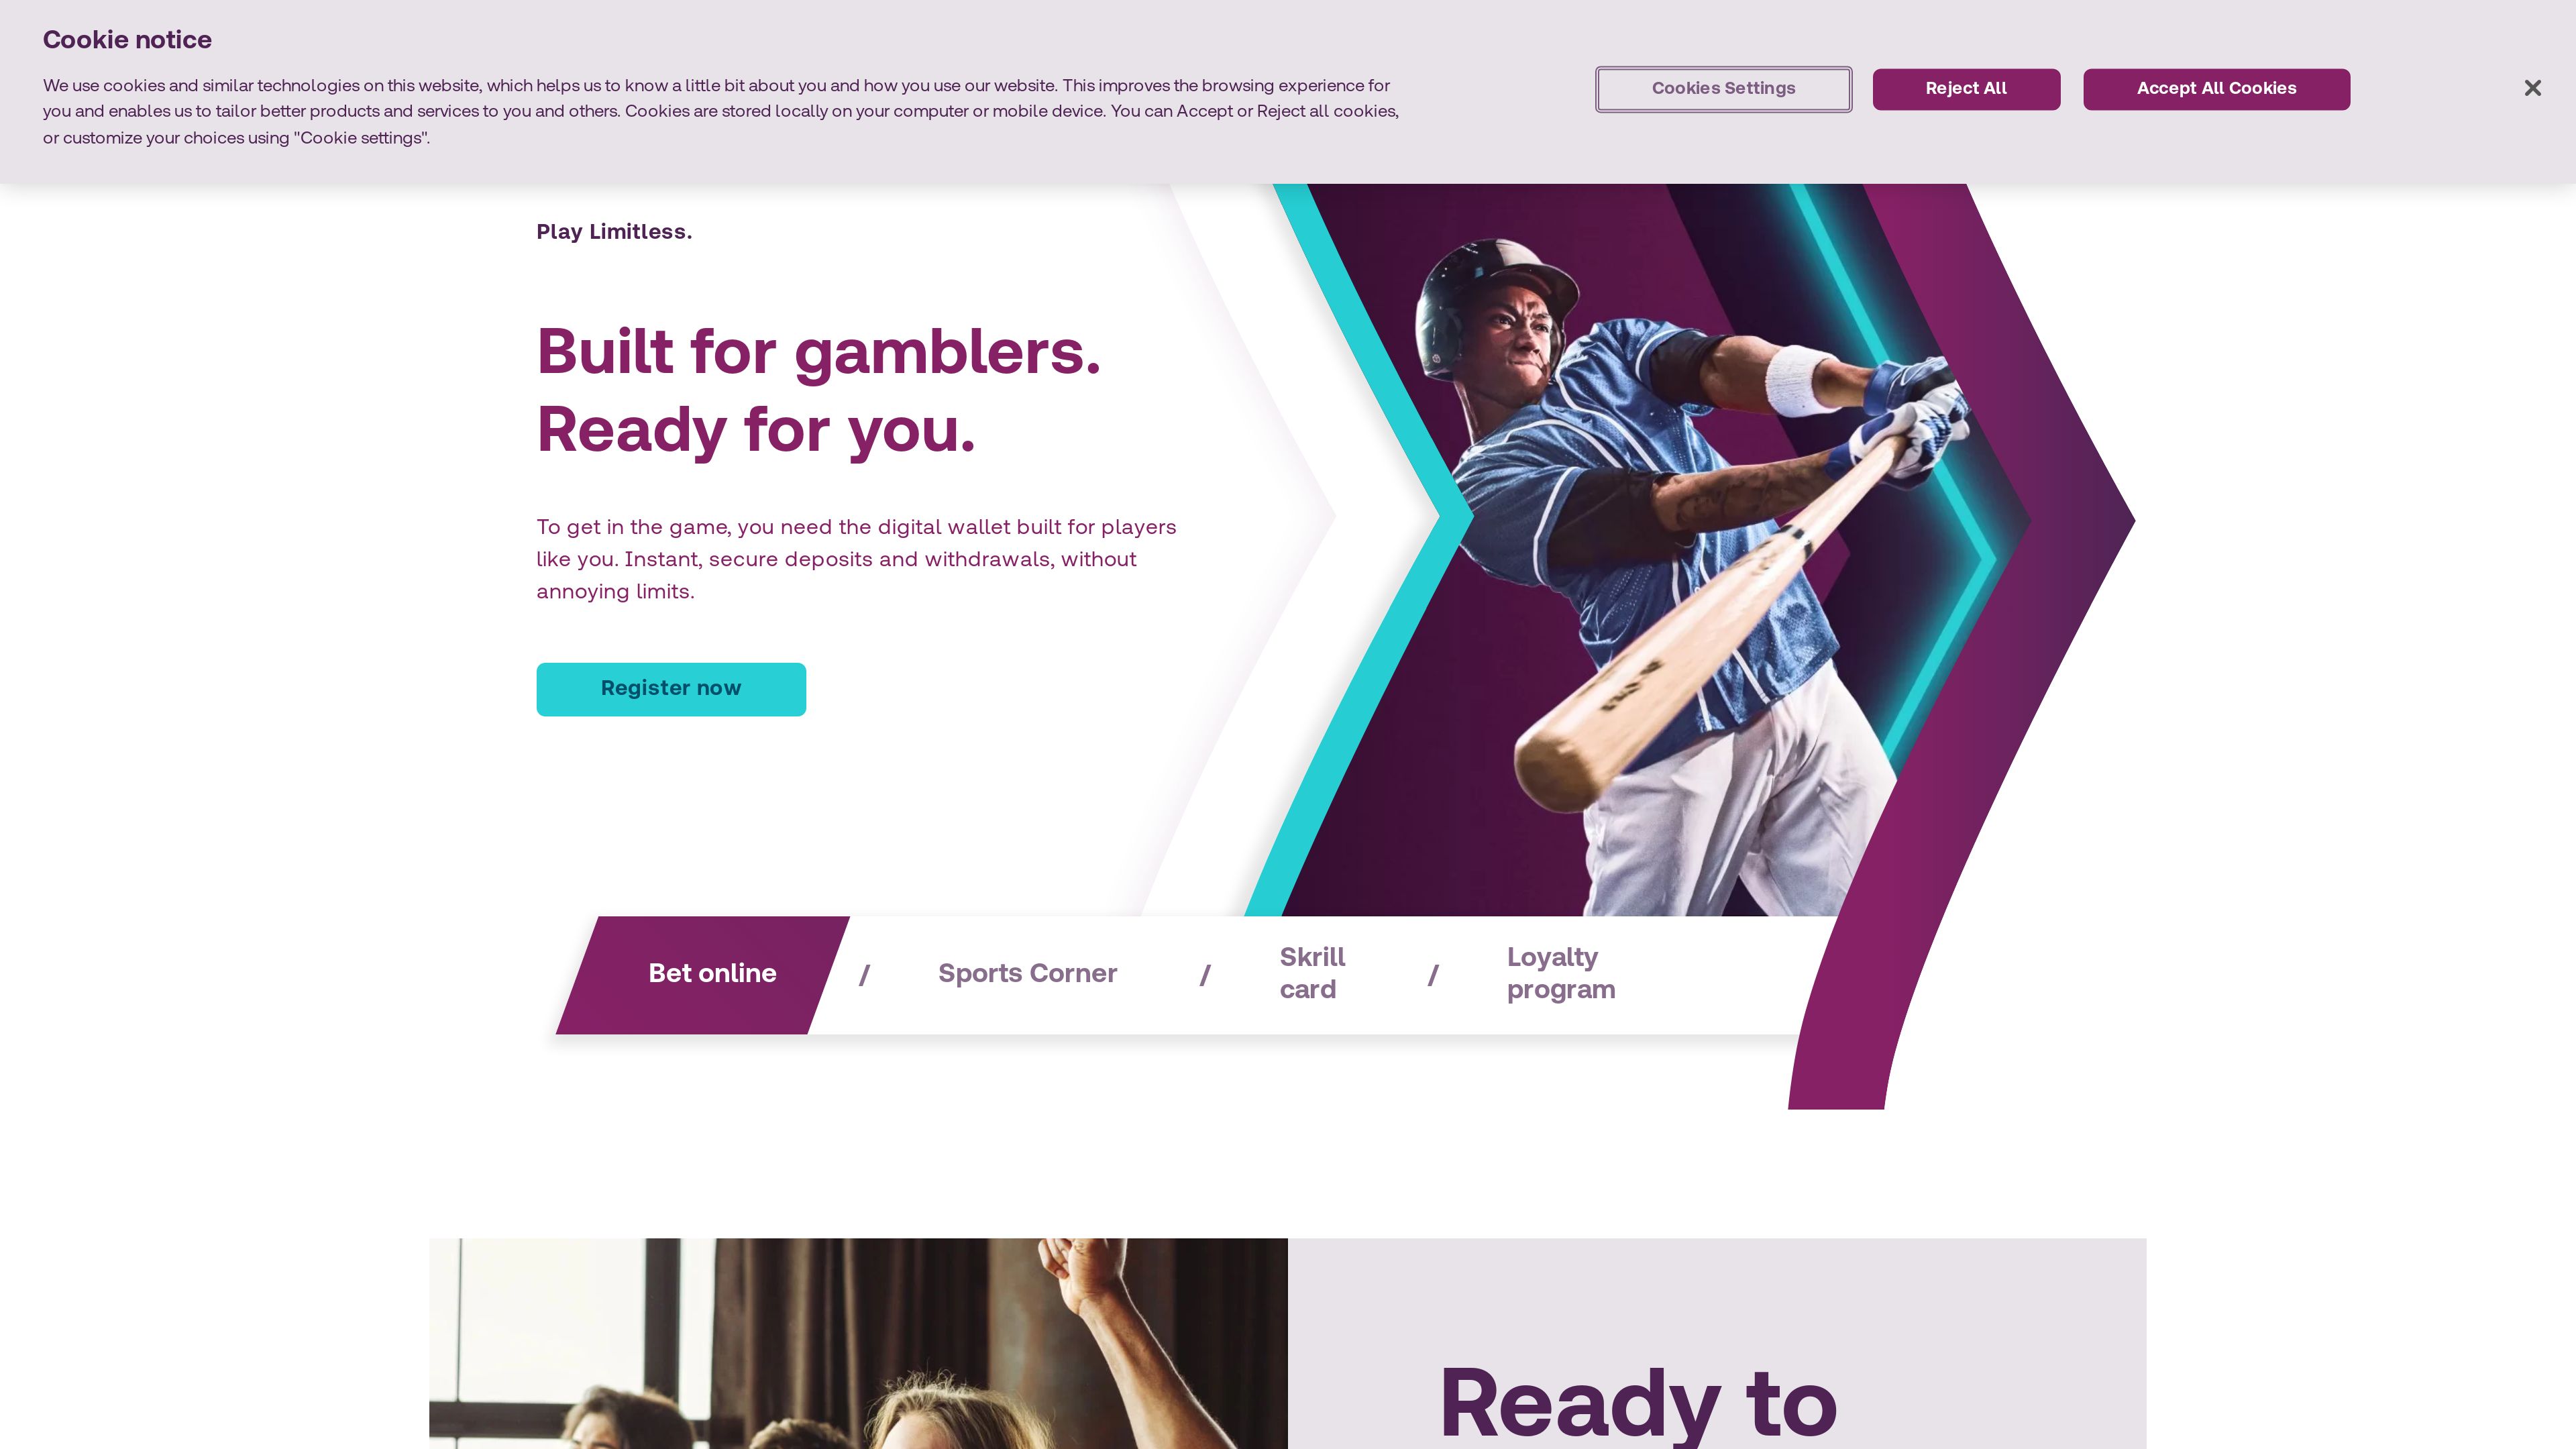 Cookie notice
We use cookies and similar technologies on this website, which helps us to know a little bit about you and how you use our website. This improves the browsing experience for
you and enables us to tailor better products and services to you and others. Cookies are stored locally on your computer or mobile device. You can Accept or Reject all cookies,
or customize your choices using "Cookie settings".
Cookies Settings
Reject All
Accept All Cookies
Play Limitless.
Built for gamblers.
Ready for you.
To get in the game, you need the digital wallet built for players
like you. Instant, secure deposits and withdrawals, without
annoying limits.
Register now
Bet online
/
Sports Corner
/
Skrill
card
/
Loyalty
program
Ready to